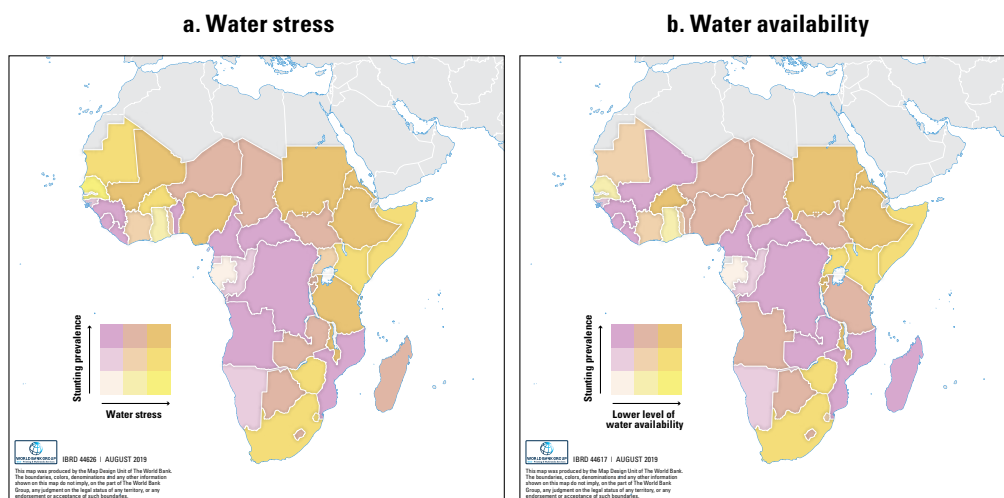 a. Water stress
Stunting prevalence
Water stress
WORLD BANK GROUP
IBRD 44626 | AUGUST 2019
This map was produced by the Map Design Unit of The World Bank.
The boundaries, colors, denominations and any other information
shown on this map do not imply, on the part of The World Bank
Group, any judgment on the legal status of any territory, or any
endorsement or acceptance of such boundaries.
b. Water availability
Stunting prevalence
Lower level of
water availability
WORLD BANK GROUP
IBRD 44617 | AUGUST 2019
This map was produced by the Map Design Unit of The World Bank.
The boundaries, colors, denominations and any other information
shown on this map do not imply, on the part of The World Bank
Group, any judgment on the legal status of any territory, or any
endorsement or acceptance of such boundaries.